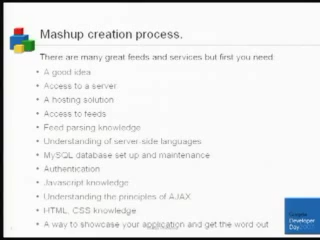 Mashup creation process.
There are many great feeds and services but first you need:
• A good idea
• Access to a server
• A hosting solution
• Access to feeds
• Feed parsing knowledge
• Understanding of server-side languages
• MySQL database set up and maintenance
• Authentication
• Javascript knowledge
• Understanding the principles of AJAX
• HTML, CSS knowledge
• A way to showcase your application and get the word out
Developer
Day